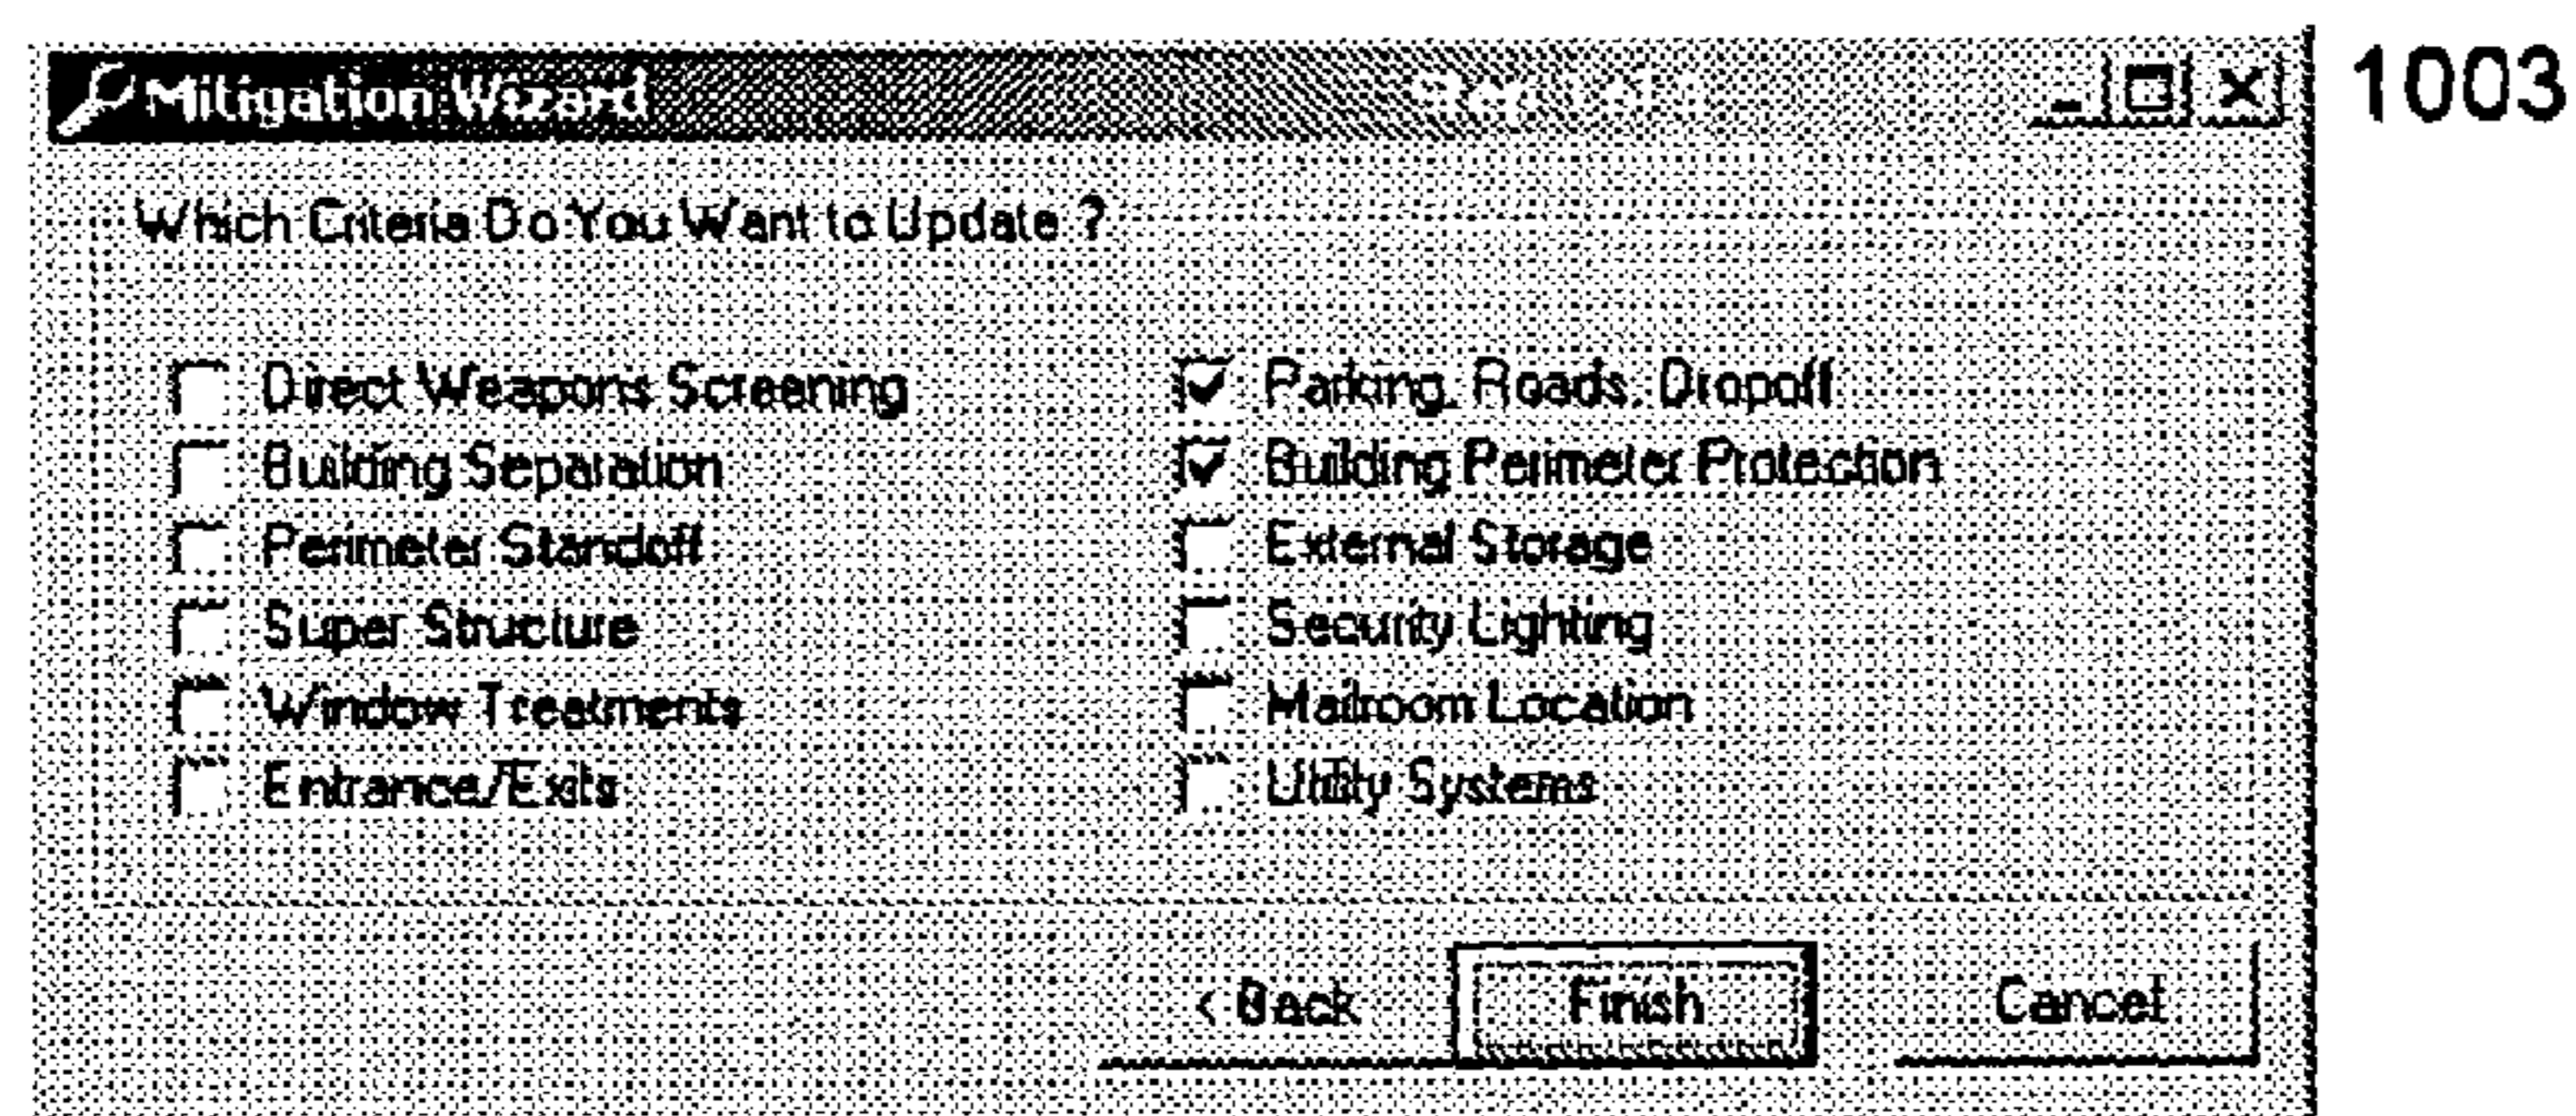 Mitigation Wizard
1003
Which Criteria Do You Want to Update ?
Direct Weapons Screening
Building Separation
Perimeter Standoff
Super Structure
Window Treatments
Entrance/Exits
Parking, Roads, Dropoff
Building Perimeter Protection
External Storage
Security Lighting
Mailroom Location
Utility Systems
< Back
Finish
Cancel